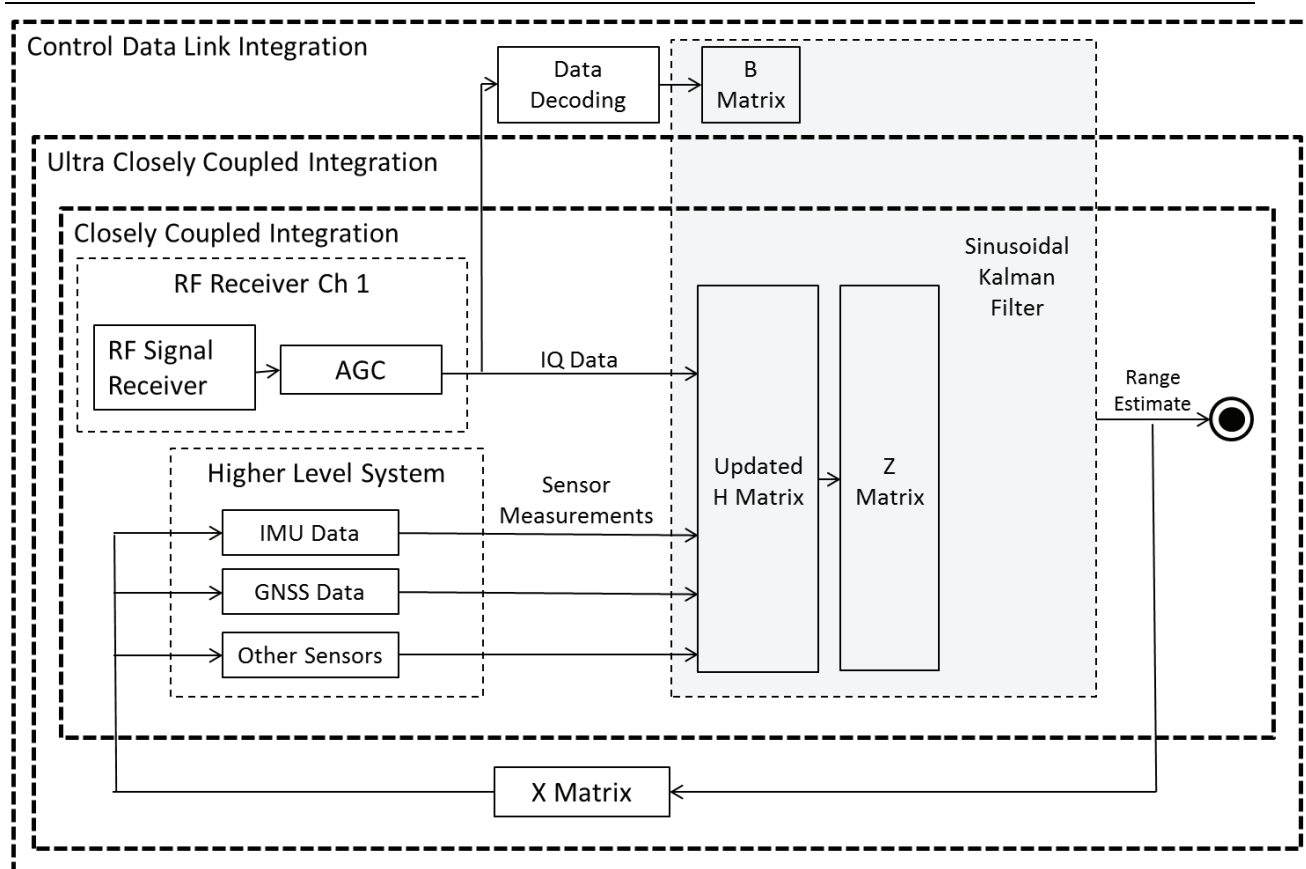 Control Data Link Integration
Data
Decoding
B
Matrix
Ultra Closely Coupled Integration
Closely Coupled Integration
RF Receiver Ch 1
RF Signal
Receiver
AGC
IQ Data
Sinusoidal
Kalman
Filter
Range
Estimate
Higher Level System
Sensor
Measurements
IMU Data
GNSS Data
Other Sensors
Updated
H Matrix
Z
Matrix
X Matrix